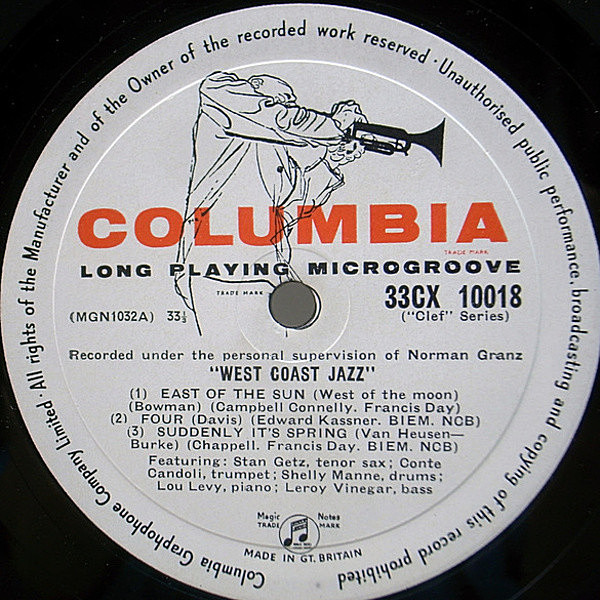 Columbia Graphophone Company Limited · All rights of the Manufacturer and of the Owner of the recorded work reserved · Unauthorised public performance, broadcasting and copying of this record prohibited
COLUMBIA
TRADE MARK
LONG PLAYING MICROGROOVE
TRADE MARK
33CX 10018
(MGN1032A) 33⅓
("Clef" Series)
Recorded under the personal supervision of Norman Granz
"WEST COAST JAZZ"
(1) EAST OF THE SUN (West of the moon)
(Bowman) (Campbell Connelly. Francis Day)
(2) FOUR (Davis) (Edward Kassner. BIEM. NCB)
(3) SUDDENLY IT'S SPRING (Van Heusen—
Burke) (Chappell. Francis Day. BIEM. NCB)
Featuring: Stan Getz, tenor sax; Conte
Candoli, trumpet; Shelly Manne, drums;
Lou Levy, piano; Leroy Vinegar, bass
Magic Notes
TRADE MARK
MADE IN GT. BRITAIN